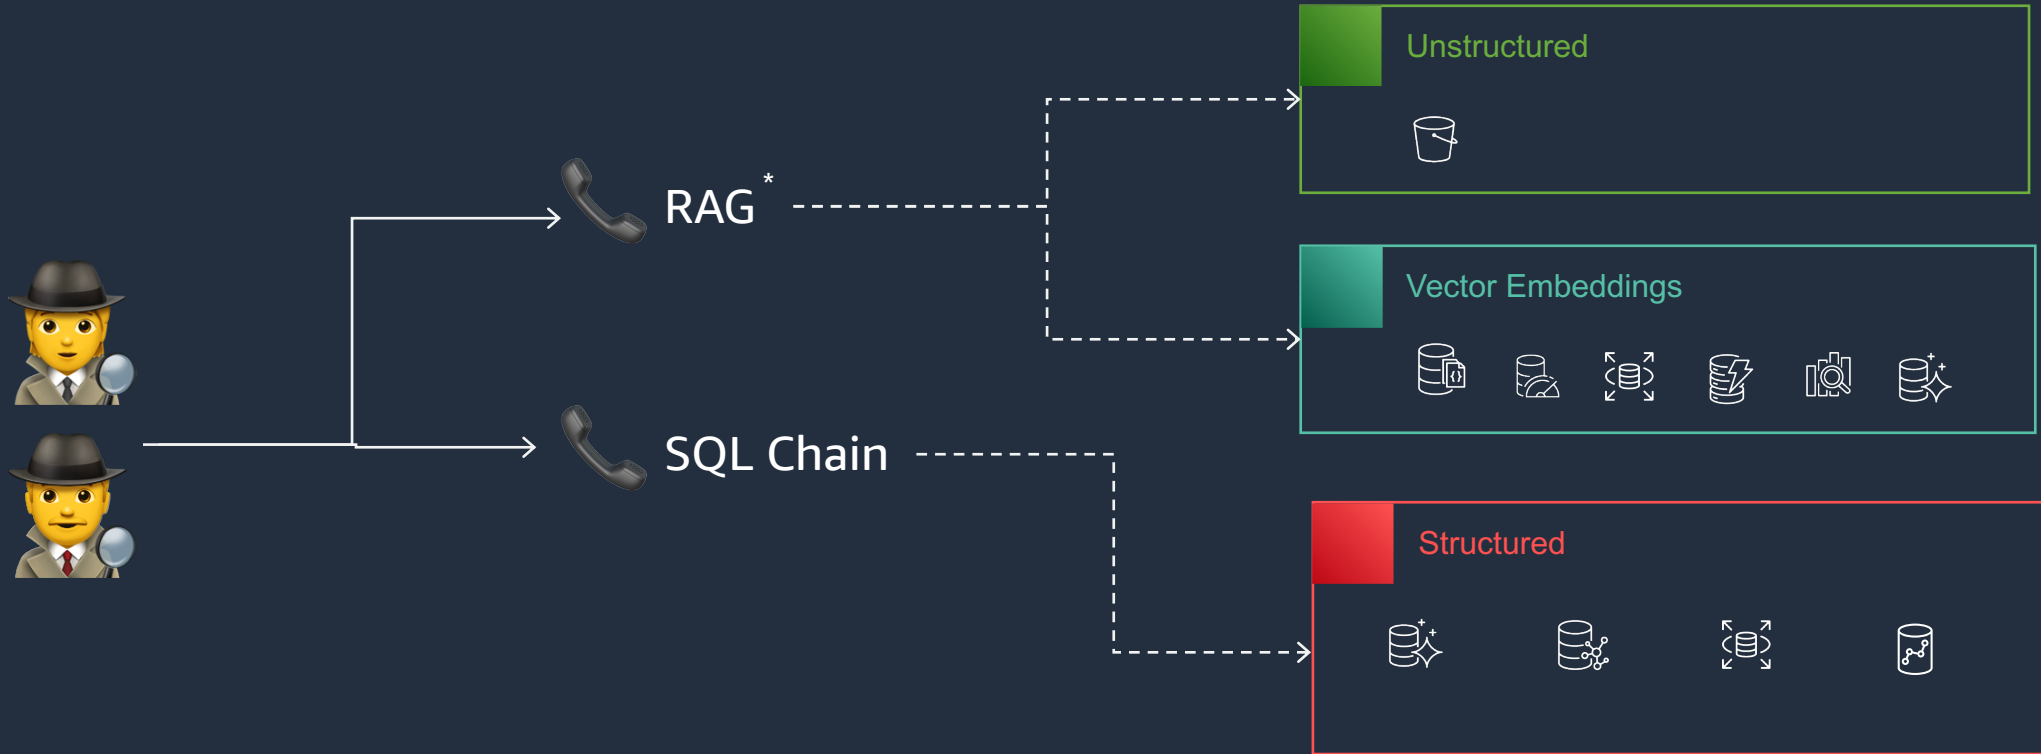 Unstructured
RAG*
Vector Embeddings
SQL Chain
Structured